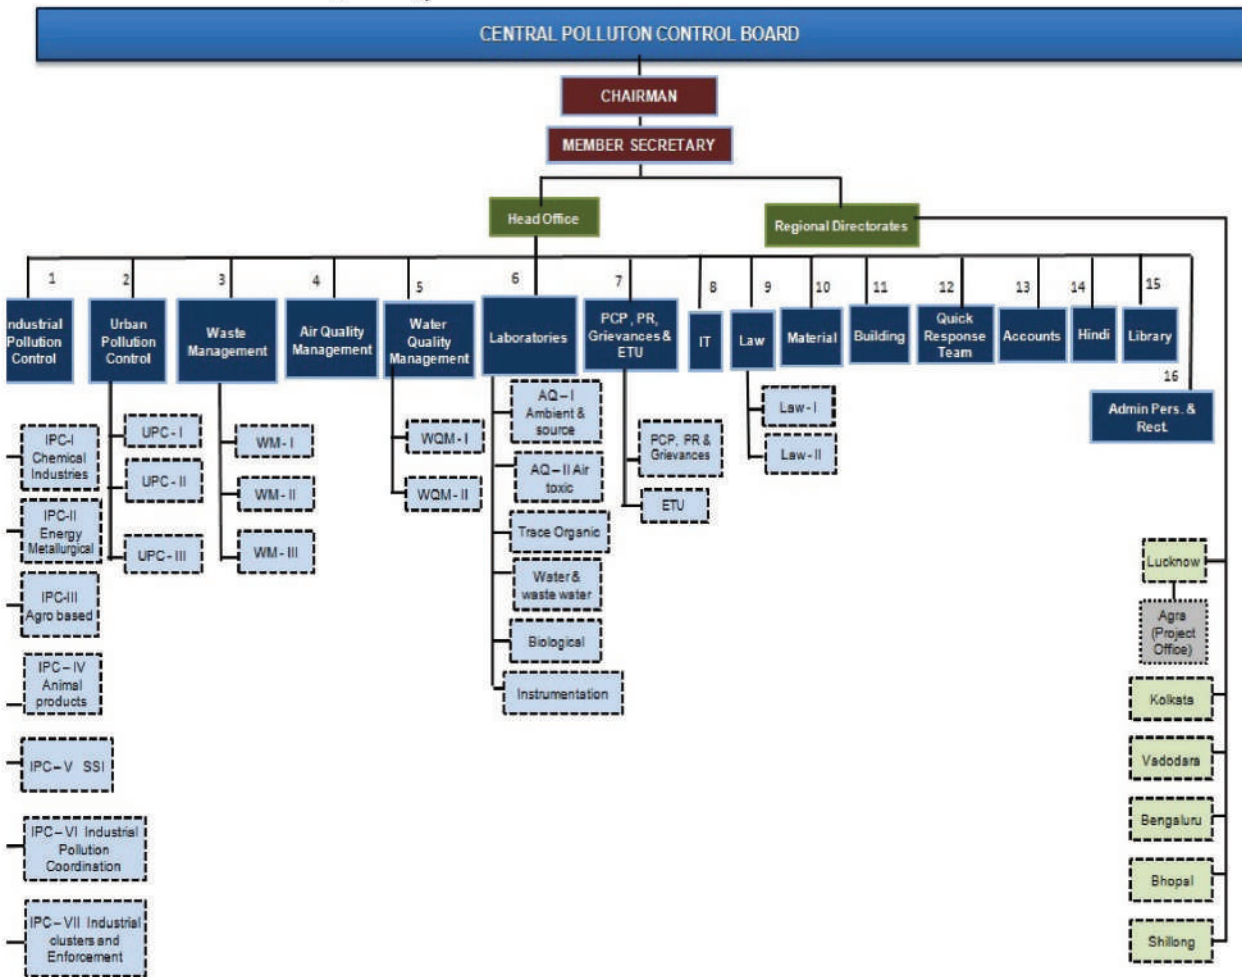 CENTRAL POLLUTON CONTROL BOARD
CHAIRMAN
MEMBER SECRETARY
Head Office
Regional Directorates
1
2
3
4
5
6
7
8
9
10
11
12
13
14
15
ndustrial
Pollution
Control
Urban
Pollution
Control
Waste
Management
Air Quality
Management
Water
Quality
Management
Laboratories
PCP, PR,
Grievances &
ETU
IT
Law
Material
Building
Quick
Response
Team
Accounts
Hindi
Library
16
Admin Pers. &
Rect.
IPC-I
Chemical
Industries
IPC-II
Energy
Metallurgical
IPC-III
Agro based
IPC – IV
Animal
products
IPC – V SSI
IPC – VI Industrial
Pollution
Coordination
IPC – VII Industrial
clusters and
Enforcement
UPC - I
UPC - II
UPC - III
WM - I
WM - II
WM - III
WQM - I
WQM - II
AQ – I
Ambient &
source
AQ – II Air
toxic
Trace Organic
Water &
waste water
Biological
Instrumentation
PCP, PR &
Grievances
ETU
Law - I
Law - II
Lucknow
Agra
(Project
Office)
Kolkata
Vadodara
Bengaluru
Bhopal
Shillong